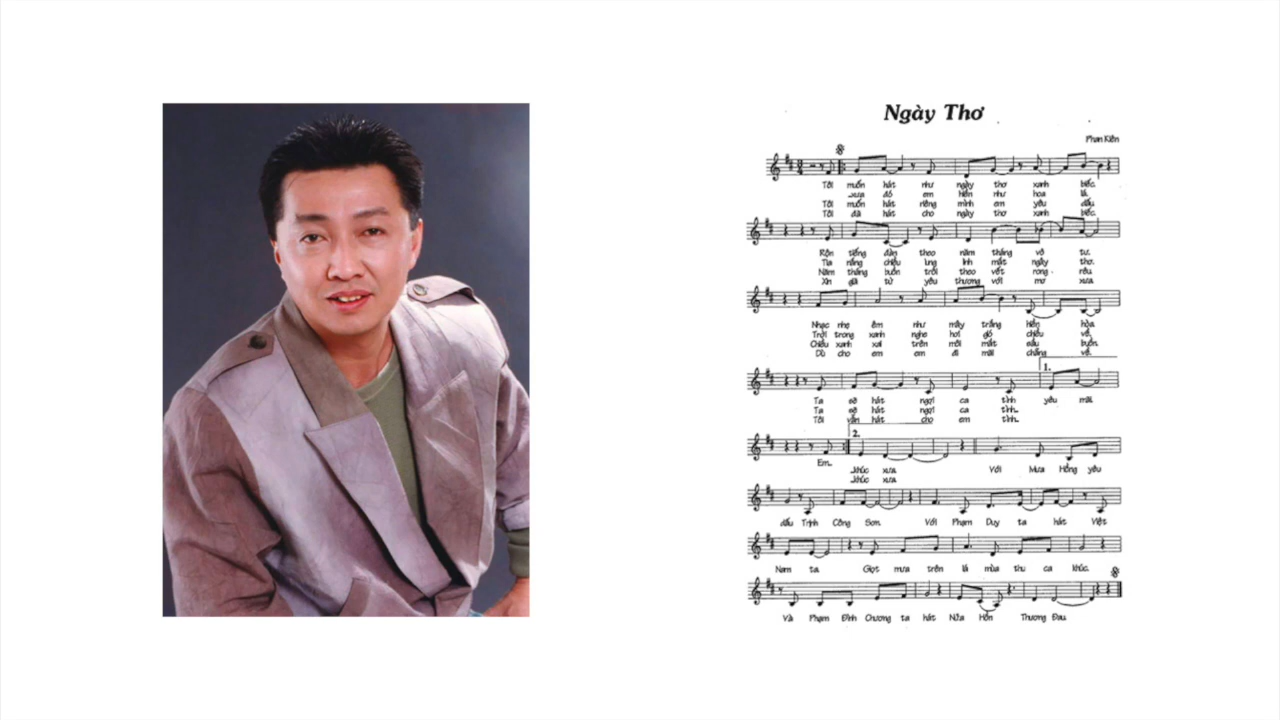 Ngày Thơ
Phan Kiên
Tôi muốn hát như ngày thơ xanh biếc.
..xưa đó em hiền như hoa lá.
Tôi muốn hát riêng mình em yêu dấu.
Tôi đã hát cho ngày thơ xanh biếc.
Rộn tiếng đàn theo năm tháng vô tư.
Tia nắng chiều lung linh mắt ngây thơ.
Năm tháng buồn trôi theo vết rong rêu.
Xin giã từ yêu thương với mơ xưa.
Nhạc nhẹ êm như mây trắng hiền hòa.
Trời trong xanh nghe hơi gió chiều về.
Chiều xanh xai trên môi mắt sầu buồn.
Dù cho em em đi mãi chẳng về.
1.
Ta sẽ hát ngợi ca tình yêu mãi.
Ta sẽ hát ngợi ca tình..
Tôi vẫn hát cho em tình..
2.
Em.. ..khúc xưa Với Mưa Hồng yêu
..khúc xưa
dấu Trịnh Công Sơn. Với Phạm Duy ta hát Việt
Nam ta. Giọt mưa trên lá mùa thu ca khúc.
Và Phạm Đình Chương ta hát Nửa Hồn Thương Đau.